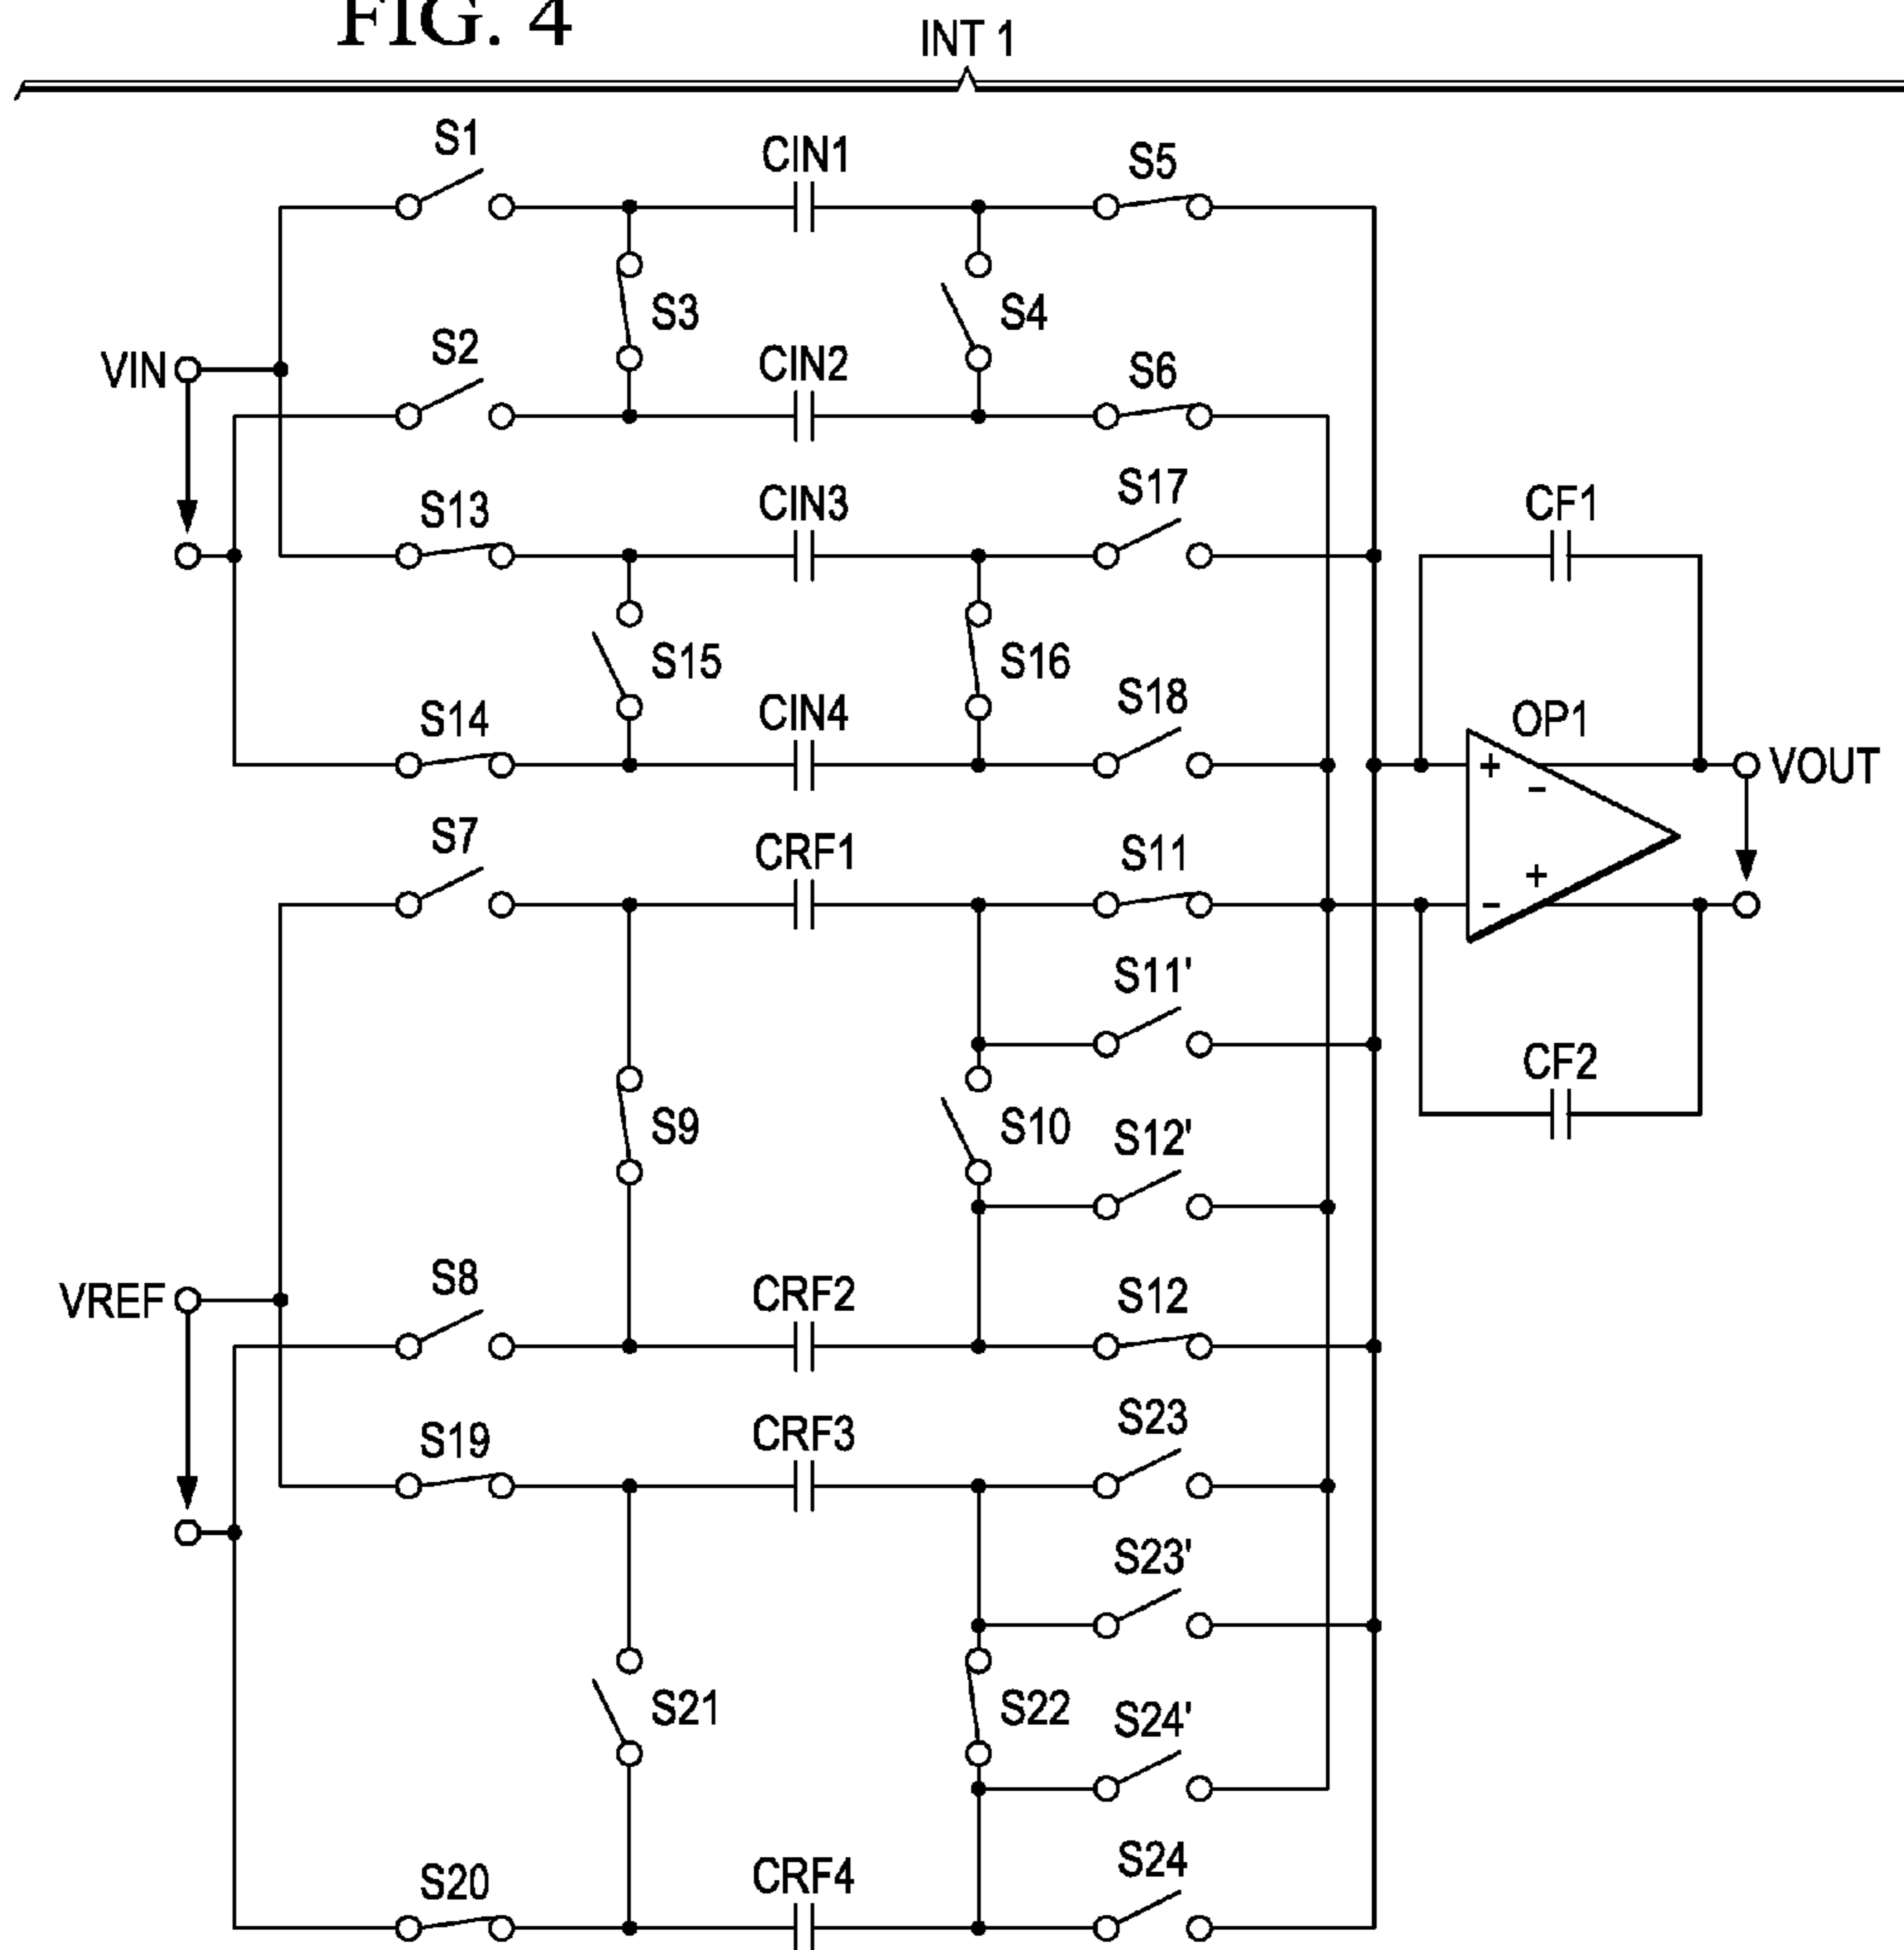 FIG. 4
INT 1
S1
CIN1
S5
S3
S4
VIN
S2
CIN2
S6
S13
CIN3
S17
CF1
S15
S16
S14
CIN4
S18
OP1
+
-
VOUT
S7
CRF1
S11
+
-
S11'
CF2
S9
S10
S12'
VREF
S8
CRF2
S12
S19
CRF3
S23
S23'
S21
S22
S24'
S20
CRF4
S24